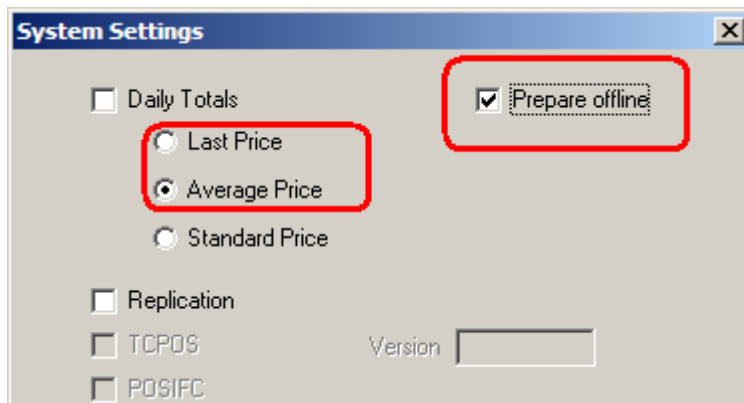 System Settings
Daily Totals
Prepare offline
Last Price
Average Price
Standard Price
Replication
TCPOS
Version
POSIFC